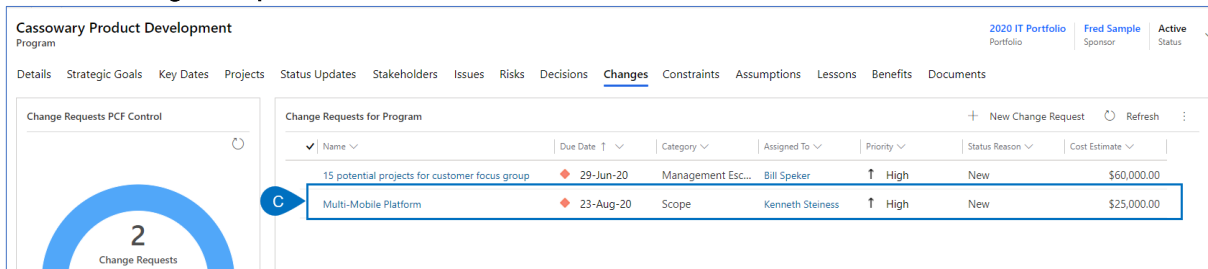 Cassowary Product Development
Program
2020 IT Portfolio Fred Sample Active
Portfolio Sponsor Status
Details Strategic Goals Key Dates Projects Status Updates Stakeholders Issues Risks Decisions Changes Constraints Assumptions Lessons Benefits Documents
Change Requests PCF Control
2
Change Requests
Change Requests for Program
+ New Change Request Refresh
Name Due Date ↑ Category Assigned To Priority Status Reason Cost Estimate
15 potential projects for customer focus group 29-Jun-20 Management Esc... Bill Speker ↑ High New $60,000.00
C Multi-Mobile Platform 23-Aug-20 Scope Kenneth Steiness ↑ High New $25,000.00